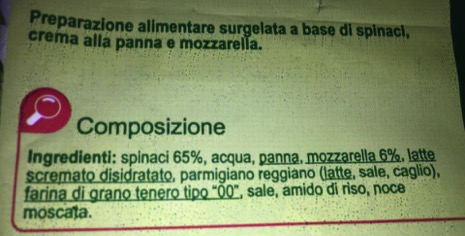 Preparazione alimentare surgelata a base di spinaci,
crema alla panna e mozzarella.
Composizione
Ingredienti: spinaci 65%, acqua, panna, mozzarella 6%, latte
scremato disidratato, parmigiano reggiano (latte, sale, caglio),
farina di grano tenero tipo "00", sale, amido di riso, noce
moscata.